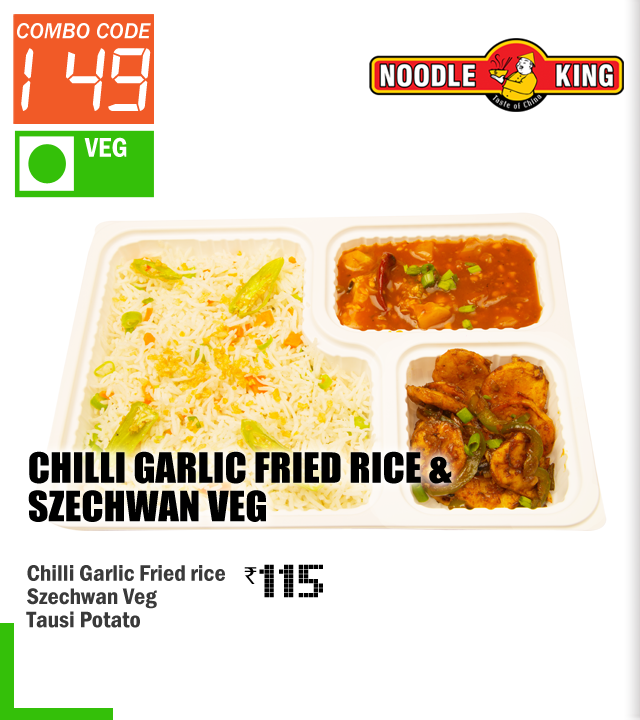 COMBO CODE
149
VEG
NOODLE KING
Taste of China
CHILLI GARLIC FRIED RICE &
SZECHWAN VEG
Chilli Garlic Fried rice ₹115
Szechwan Veg
Tausi Potato